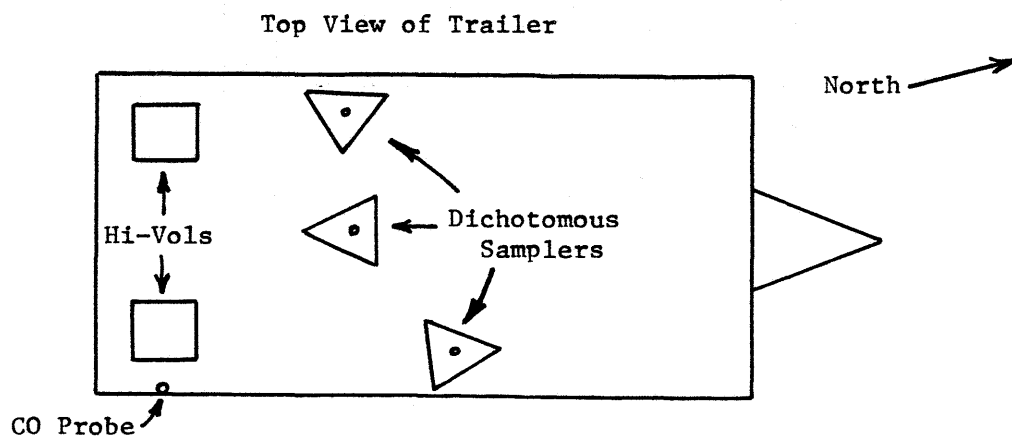 Top View of Trailer
North
Hi-Vols
Dichotomous
Samplers
CO Probe